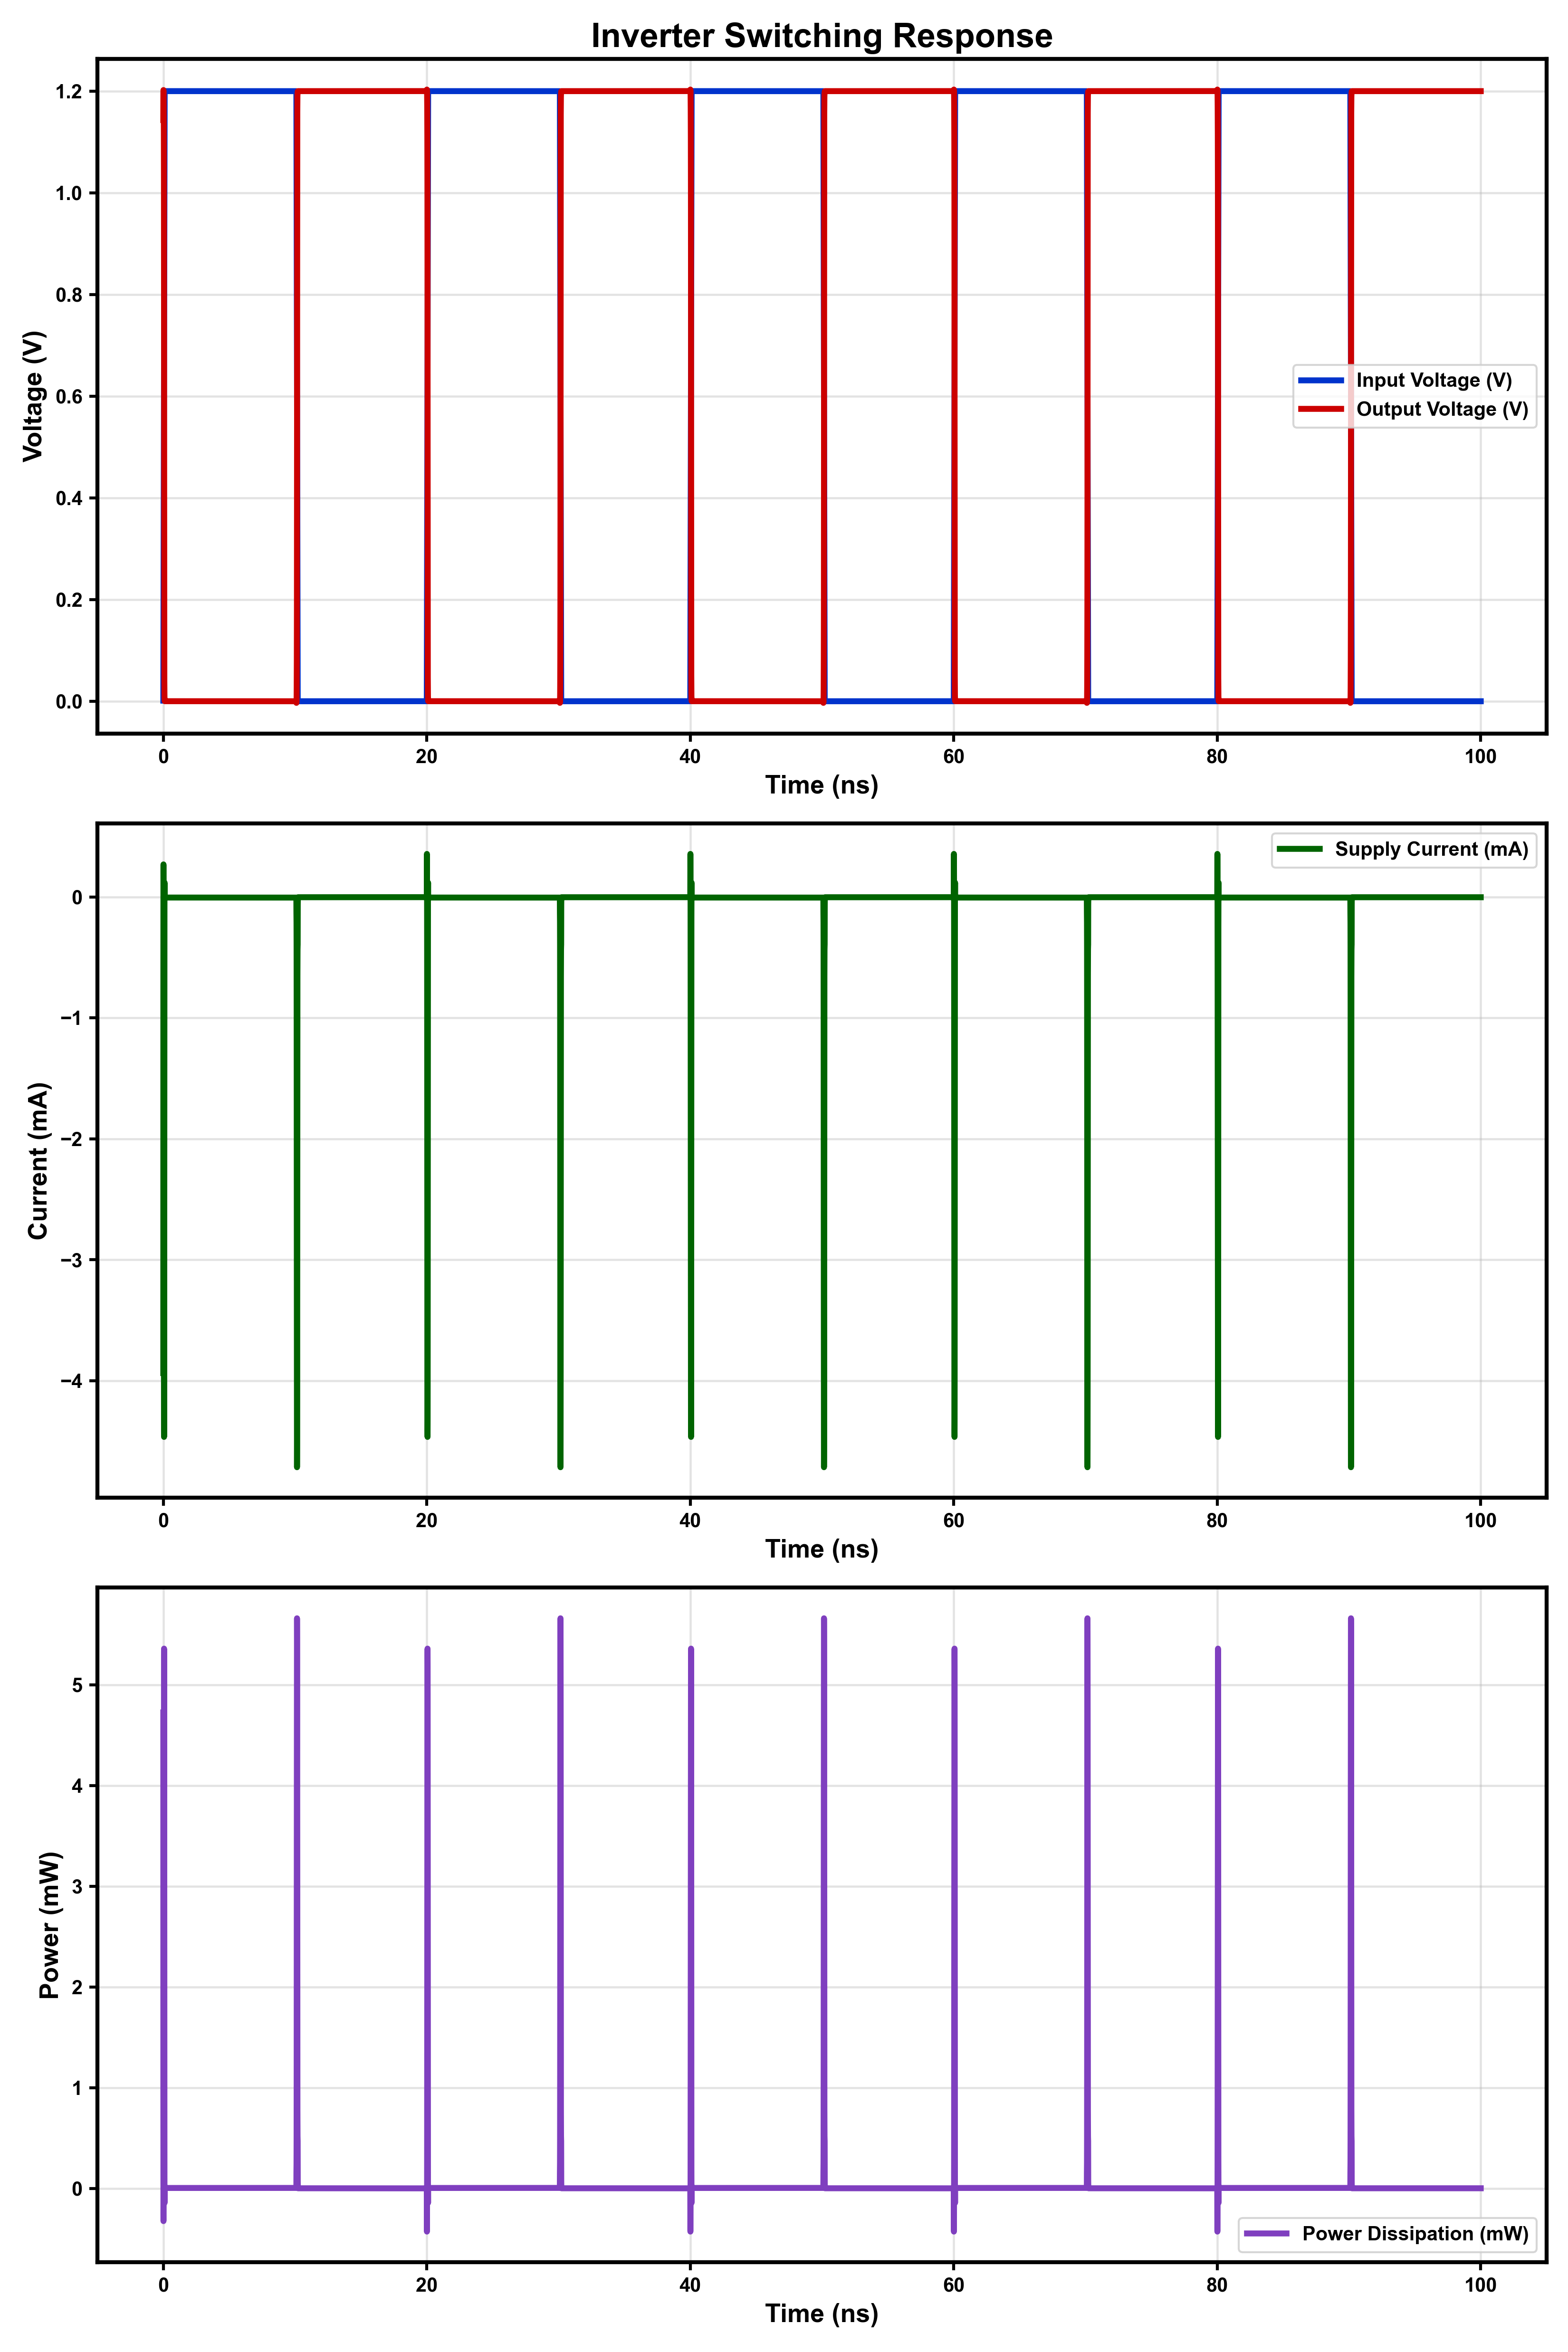 Inverter Switching Response
1.2
1.0
0.8
0.6
0.4
0.2
0.0
Voltage (V)
Input Voltage (V)
Output Voltage (V)
0 20 40 60 80 100
Time (ns)
Supply Current (mA)
0
−1
−2
−3
−4
Current (mA)
0 20 40 60 80 100
Time (ns)
5
4
3
2
1
0
Power (mW)
Power Dissipation (mW)
0 20 40 60 80 100
Time (ns)